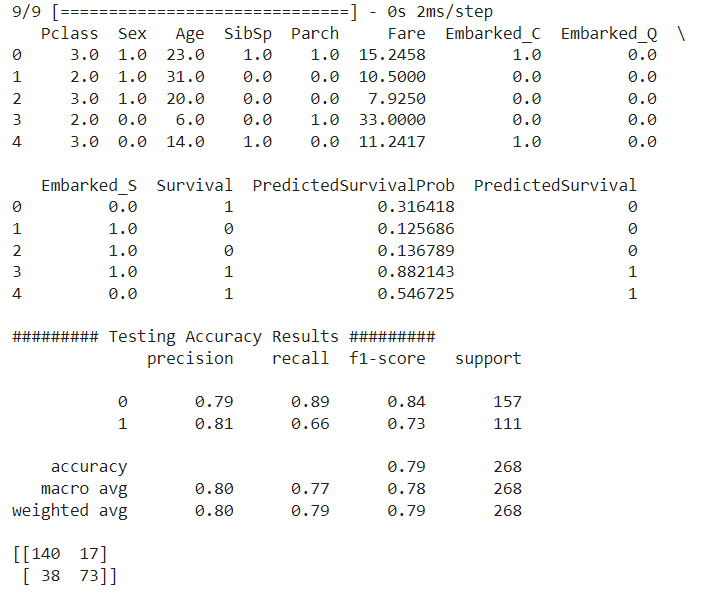 9/9 [==============================] - 0s 2ms/step
   Pclass  Sex   Age  SibSp  Parch     Fare  Embarked_C  Embarked_Q  \
0     3.0  1.0  23.0    1.0    1.0  15.2458         1.0         0.0
1     2.0  1.0  31.0    0.0    0.0  10.5000         0.0         0.0
2     3.0  1.0  20.0    0.0    0.0   7.9250         0.0         0.0
3     2.0  0.0   6.0    0.0    1.0  33.0000         0.0         0.0
4     3.0  0.0  14.0    1.0    0.0  11.2417         1.0         0.0
   Embarked_S  Survival  PredictedSurvivalProb  PredictedSurvival
0         0.0         1               0.316418                  0
1         1.0         0               0.125686                  0
2         1.0         0               0.136789                  0
3         1.0         1               0.882143                  1
4         0.0         1               0.546725                  1
######### Testing Accuracy Results #########
              precision    recall  f1-score   support
           0       0.79      0.89      0.84       157
           1       0.81      0.66      0.73       111
    accuracy                           0.79       268
   macro avg       0.80      0.77      0.78       268
weighted avg       0.80      0.79      0.79       268
[[140  17]
 [ 38  73]]